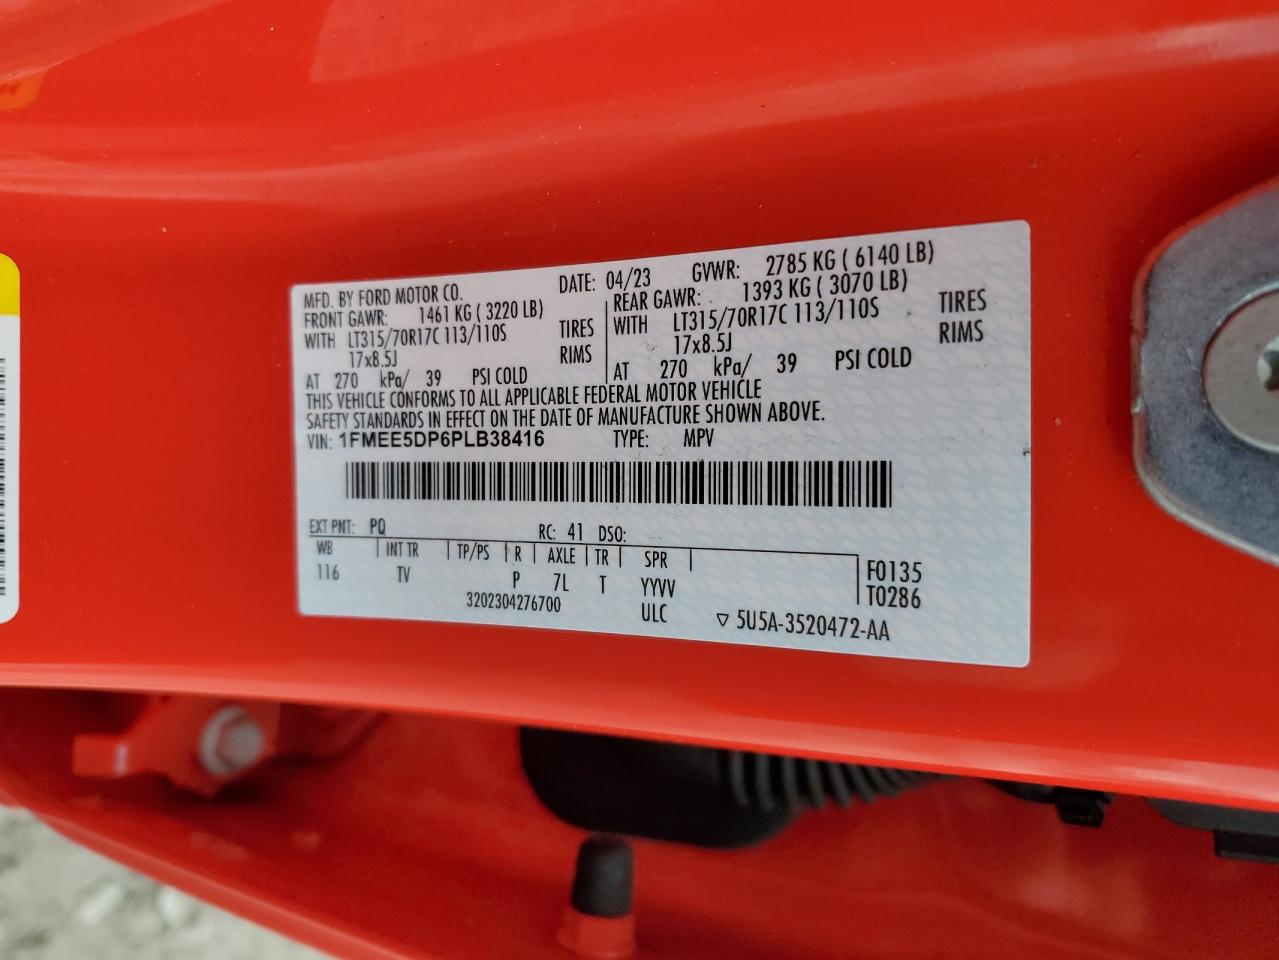 MFD. BY FORD MOTOR CO. DATE: 04/23 GVWR: 2785 KG ( 6140 LB)
FRONT GAWR: 1461 KG ( 3220 LB) REAR GAWR: 1393 KG ( 3070 LB)
WITH LT315/70R17C 113/110S TIRES WITH LT315/70R17C 113/110S TIRES
17x8.5J RIMS 17x8.5J RIMS
AT 270 kPa/ 39 PSI COLD AT 270 kPa/ 39 PSI COLD
THIS VEHICLE CONFORMS TO ALL APPLICABLE FEDERAL MOTOR VEHICLE
SAFETY STANDARDS IN EFFECT ON THE DATE OF MANUFACTURE SHOWN ABOVE.
VIN: 1FMEE5DP6PLB38416 TYPE: MPV
EXT PNT: PQ RC: 41 DSO:
WB INT TR TP/PS R AXLE TR SPR
116 TV P 7L T YYVV F0135
3202304276700 ULC T0286
▽ 5U5A-3520472-AA